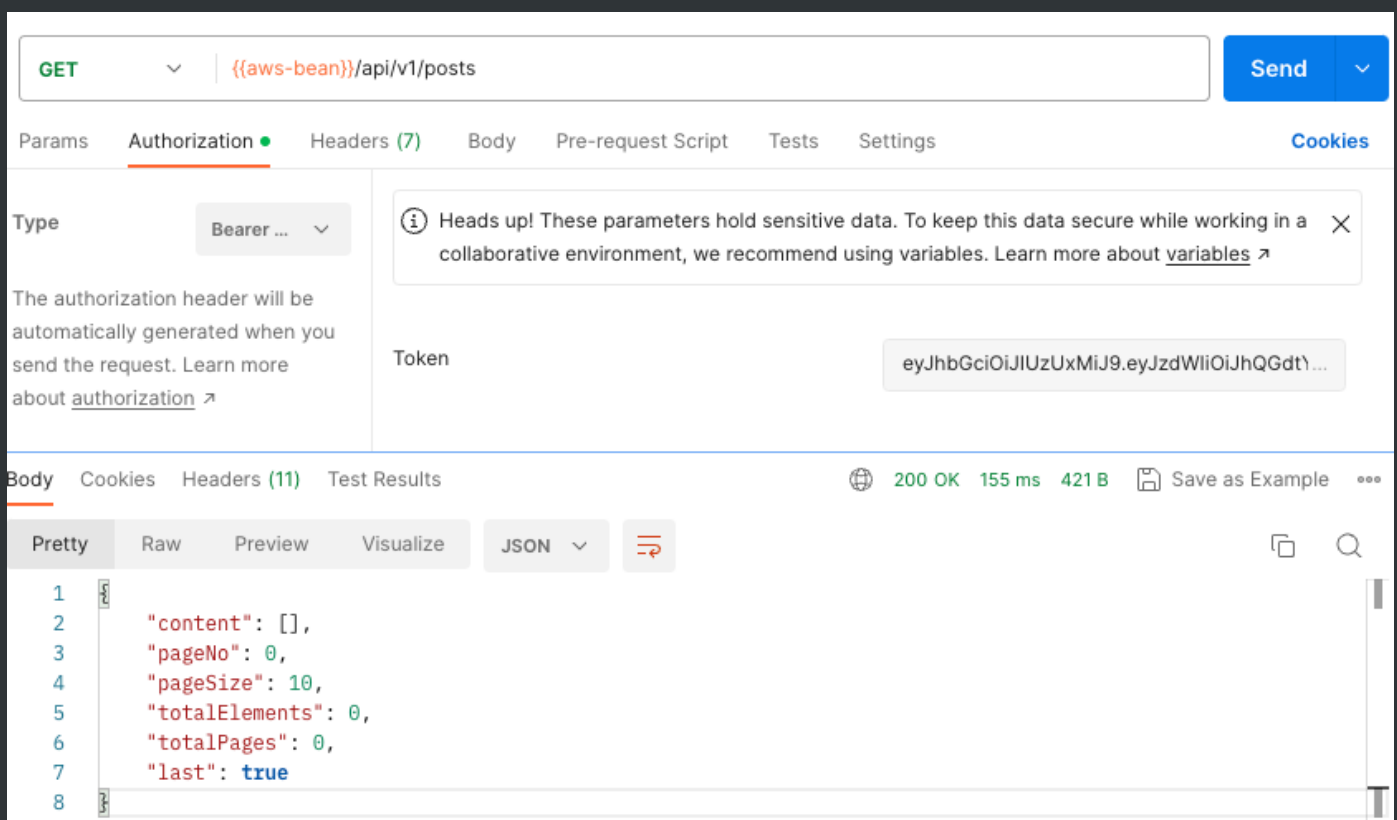 GET {{aws-bean}}/api/v1/posts Send
Params Authorization Headers (7) Body Pre-request Script Tests Settings Cookies
Type Bearer ...
The authorization header will be
automatically generated when you
send the request. Learn more
about authorization ↗
Heads up! These parameters hold sensitive data. To keep this data secure while working in a
collaborative environment, we recommend using variables. Learn more about variables ↗
Token eyJhbGciOiJIUzUxMiJ9.eyJzdWIiOiJhQGdtY...
Body Cookies Headers (11) Test Results 200 OK 155 ms 421 B Save as Example
Pretty Raw Preview Visualize JSON
1 {
2 "content": [],
3 "pageNo": 0,
4 "pageSize": 10,
5 "totalElements": 0,
6 "totalPages": 0,
7 "last": true
8 }